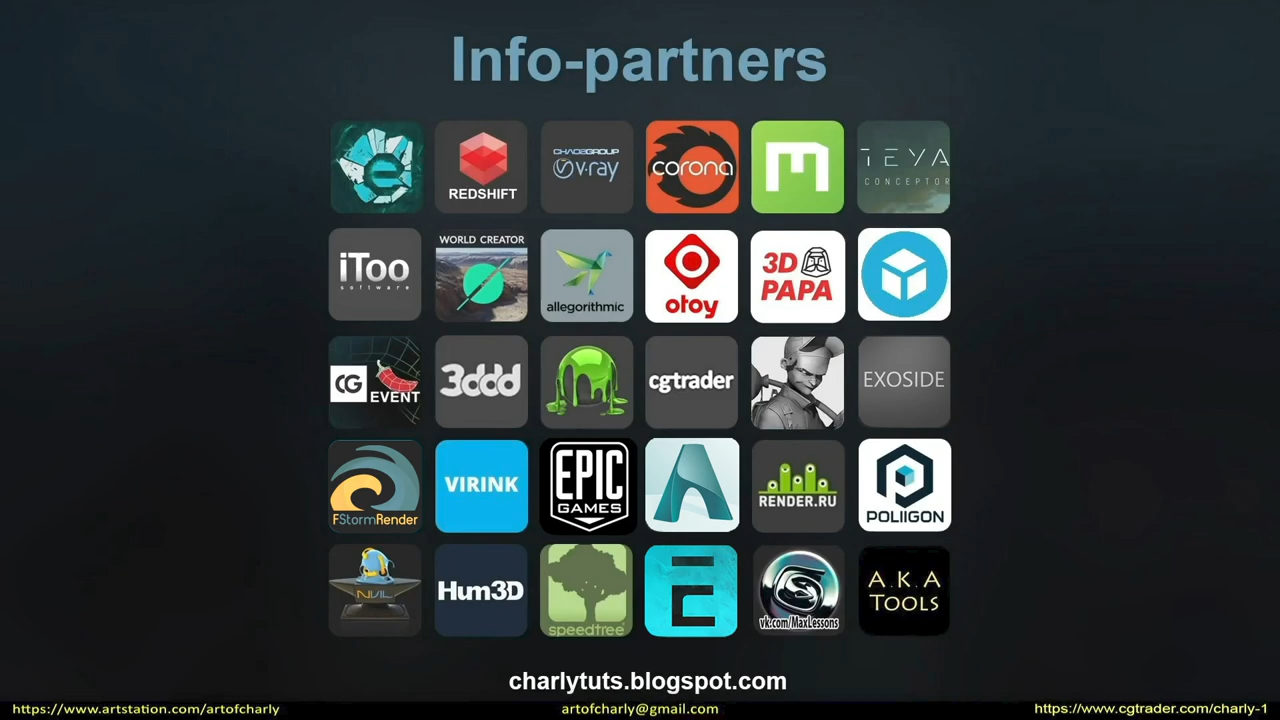 Info-partners
e
REDSHIFT
CHAOSGROUP
v·ray
corona
m
TEYA
CONCEPTOR
iToo
software
WORLD CREATOR
allegorithmic
otoy
3D
PAPA
CG
EVENT
3ddd
cgtrader
EXOSIDE
FStormRender
VIRINK
EPIC
GAMES
A
RENDER.RU
POLIIGON
NVIL
Hum3D
speedtree
E
S
vk.com/MaxLessons
A.K.A
TOOLS
charlytuts.blogspot.com
https://www.artstation.com/artofcharly
artofcharly@gmail.com
https://www.cgtrader.com/charly-1